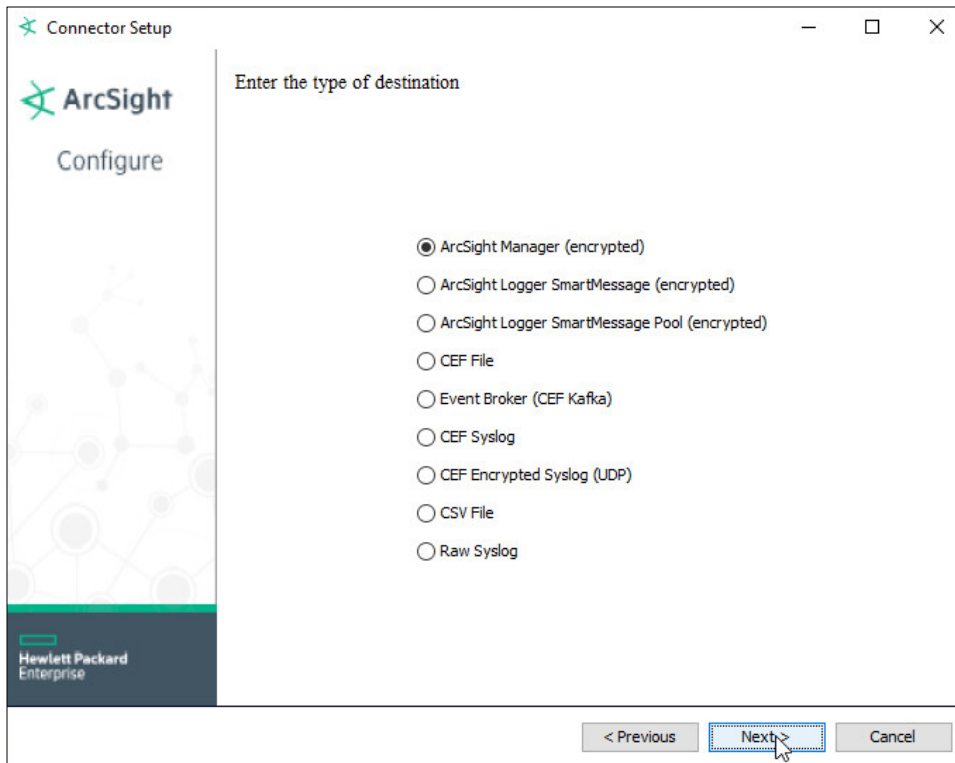 Connector Setup
ArcSight
Configure
Enter the type of destination
ArcSight Manager (encrypted)
ArcSight Logger SmartMessage (encrypted)
ArcSight Logger SmartMessage Pool (encrypted)
CEF File
Event Broker (CEF Kafka)
CEF Syslog
CEF Encrypted Syslog (UDP)
CSV File
Raw Syslog
Hewlett Packard
Enterprise
< Previous
Next >
Cancel